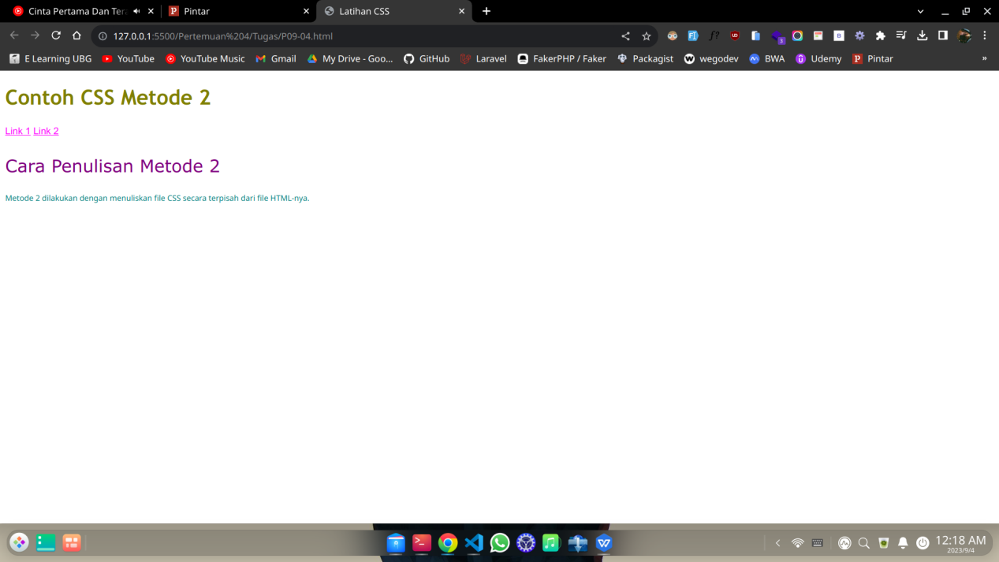 Cinta Pertama Dan Tera
Pintar
Latihan CSS
127.0.0.1:5500/Pertemuan%204/Tugas/P09-04.html
E Learning UBG YouTube YouTube Music Gmail My Drive - Goo... GitHub Laravel FakerPHP / Faker Packagist wegodev BWA Udemy Pintar »
Contoh CSS Metode 2
Link 1 Link 2
Cara Penulisan Metode 2
Metode 2 dilakukan dengan menuliskan file CSS secara terpisah dari file HTML-nya.
12:18 AM
2023/9/4